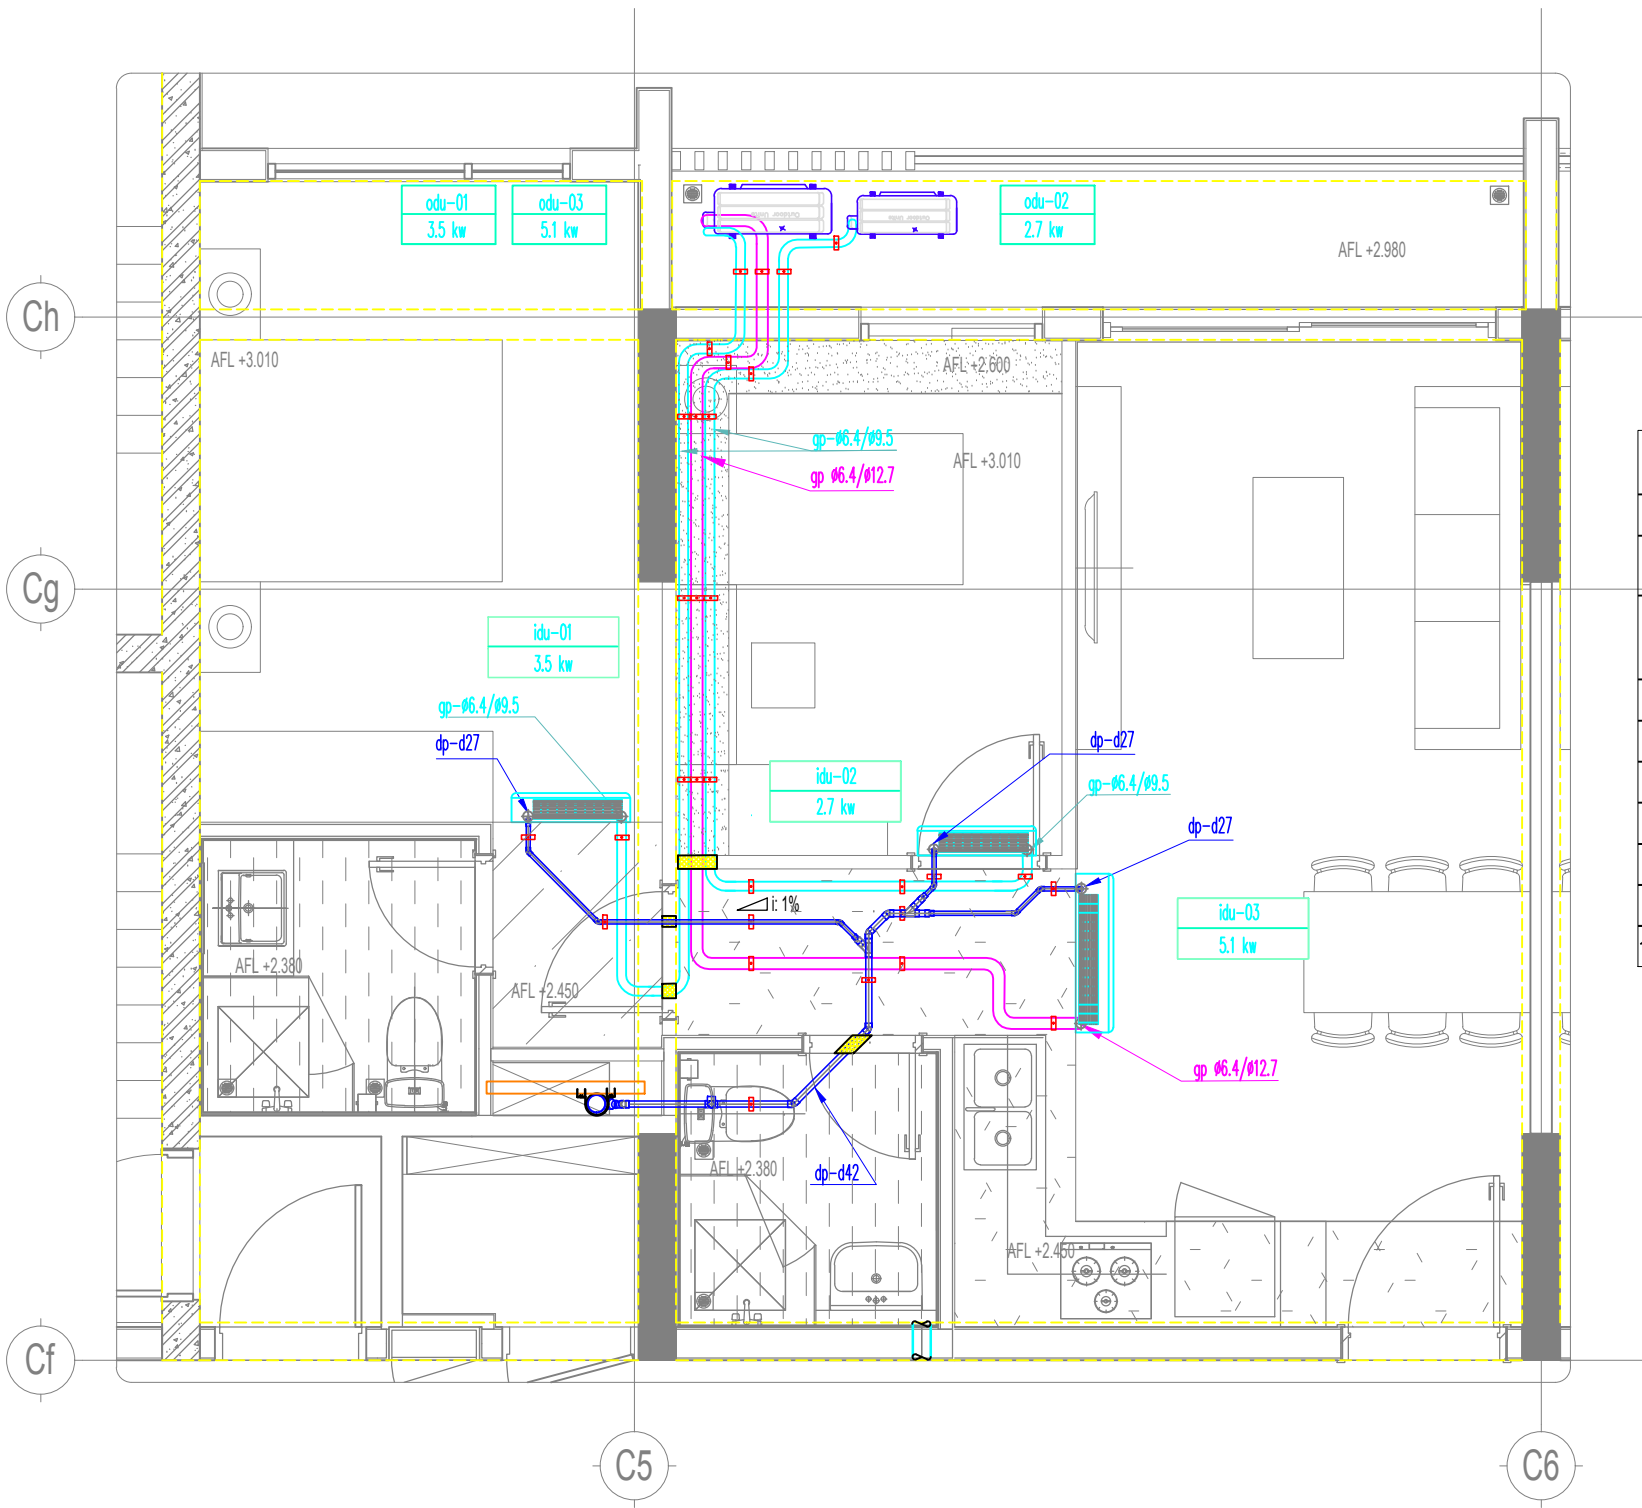 odu-01
3.5 kw
odu-03
5.1 kw
odu-02
2.7 kw
AFL +2.980
Ch
AFL +3.010
AFL +2.600
gp-ø6.4/ø9.5
AFL +3.010
gp ø6.4/ø12.7
Cg
idu-01
3.5 kw
gp-ø6.4/ø9.5
dp-d27
dp-d27
idu-02
2.7 kw
gp-ø6.4/ø9.5
dp-d27
i: 1%
idu-03
5.1 kw
AFL +2.380
AFL +2.450
gp ø6.4/ø12.7
AFL +2.380
dp-d42
AFL +2.450
Cf
C5
C6